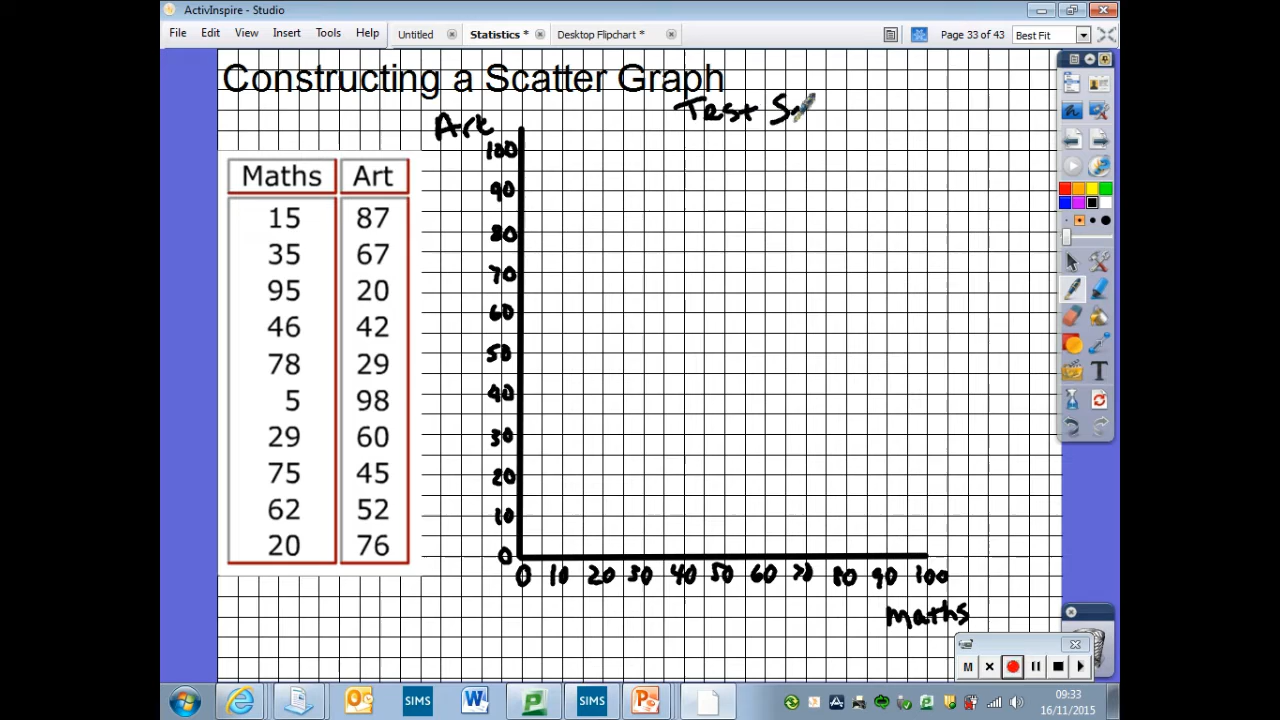 ActivInspire - Studio
File Edit View Insert Tools Help Untitled Statistics * Desktop Flipchart * Page 33 of 43 Best Fit
Constructing a Scatter Graph
Test
Art
Maths Art
15 87
35 67
95 20
46 42
78 29
5 98
29 60
75 45
62 52
20 76
100
90
80
70
60
50
40
30
20
10
0
0 10 20 30 40 50 60 70 80 90 100
Maths
M
SIMS W SIMS P
09:33
16/11/2015